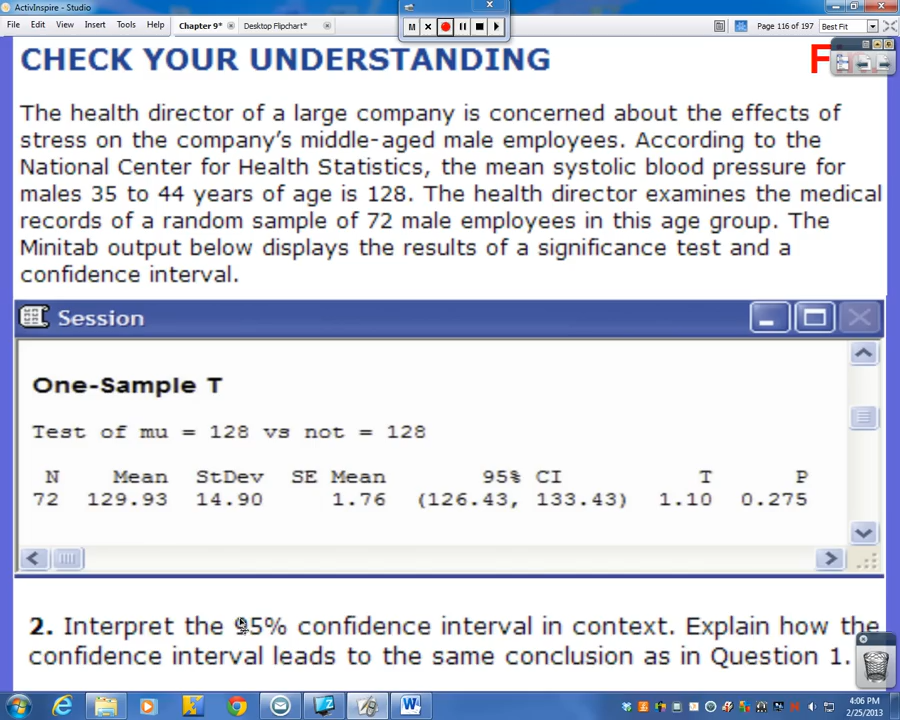 ActivInspire - Studio
File Edit View Insert Tools Help Chapter 9* Desktop Flipchart* Page 116 of 197 Best Fit
M
CHECK YOUR UNDERSTANDING
F
The health director of a large company is concerned about the effects of
stress on the company's middle-aged male employees. According to the
National Center for Health Statistics, the mean systolic blood pressure for
males 35 to 44 years of age is 128. The health director examines the medical
records of a random sample of 72 male employees in this age group. The
Minitab output below displays the results of a significance test and a
confidence interval.
Session
One-Sample T
Test of mu = 128 vs not = 128
N Mean StDev SE Mean 95% CI T P
72 129.93 14.90 1.76 (126.43, 133.43) 1.10 0.275
2. Interpret the 95% confidence interval in context. Explain how the
confidence interval leads to the same conclusion as in Question 1.
4:06 PM
2/25/2013